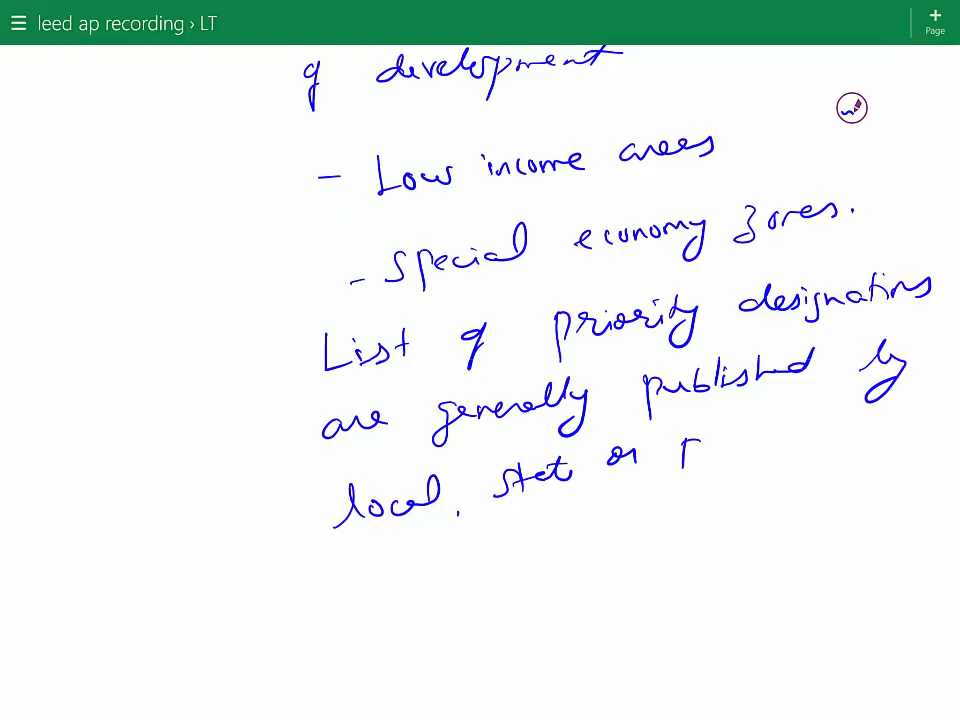 leed ap recording › LT
Page
of development
- Low income areas
- Special economy zones.
List of priority designations
are generally published by
local, state or